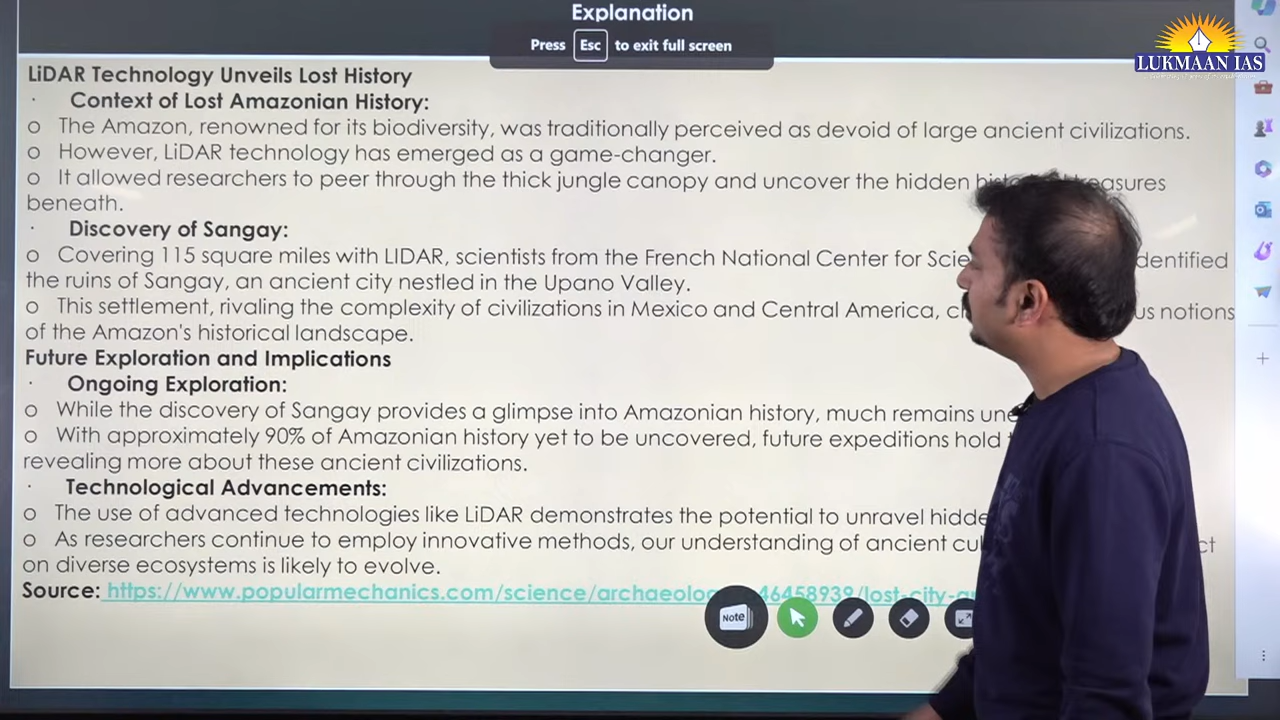 Explanation
Press Esc to exit full screen
LUKMAAN IAS
LiDAR Technology Unveils Lost History
· Context of Lost Amazonian History:
o The Amazon, renowned for its biodiversity, was traditionally perceived as devoid of large ancient civilizations.
o However, LiDAR technology has emerged as a game-changer.
o It allowed researchers to peer through the thick jungle canopy and uncover the hidden
beneath.
· Discovery of Sangay:
o Covering 115 square miles with LIDAR, scientists from the French National Center for
the ruins of Sangay, an ancient city nestled in the Upano Valley.
o This settlement, rivaling the complexity of civilizations in Mexico and Central America, notions
of the Amazon's historical landscape.
Future Exploration and Implications
· Ongoing Exploration:
o While the discovery of Sangay provides a glimpse into Amazonian history, much remains
o With approximately 90% of Amazonian history yet to be uncovered, future expeditions hold
revealing more about these ancient civilizations.
· Technological Advancements:
o The use of advanced technologies like LiDAR demonstrates the potential to unravel
o As researchers continue to employ innovative methods, our understanding of ancient
on diverse ecosystems is likely to evolve.
Source: https://www.popularmechanics.com/science/
Note